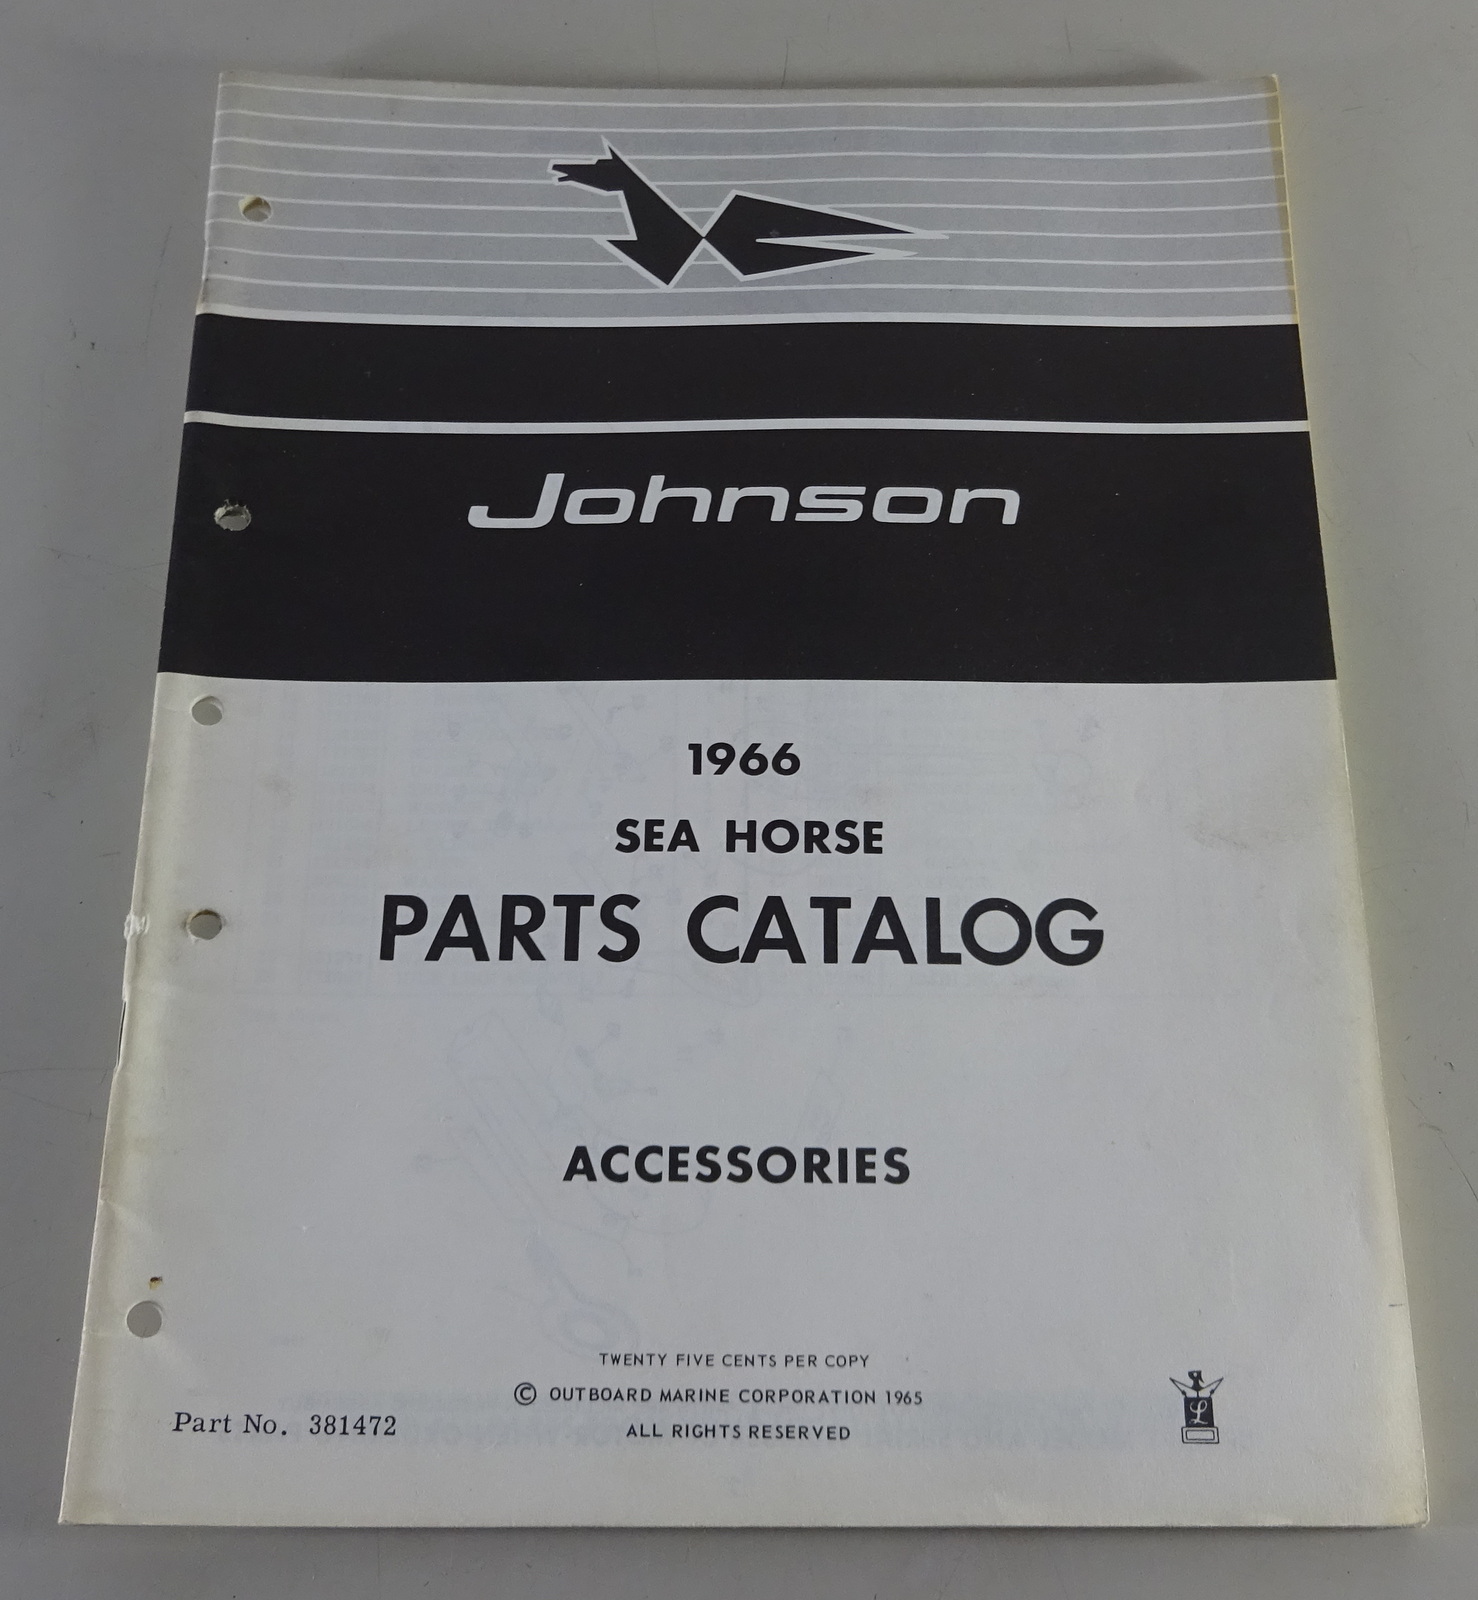 Johnson
1966
SEA HORSE
PARTS CATALOG
ACCESSORIES
TWENTY FIVE CENTS PER COPY
© OUTBOARD MARINE CORPORATION 1965
Part No. 381472
ALL RIGHTS RESERVED
L